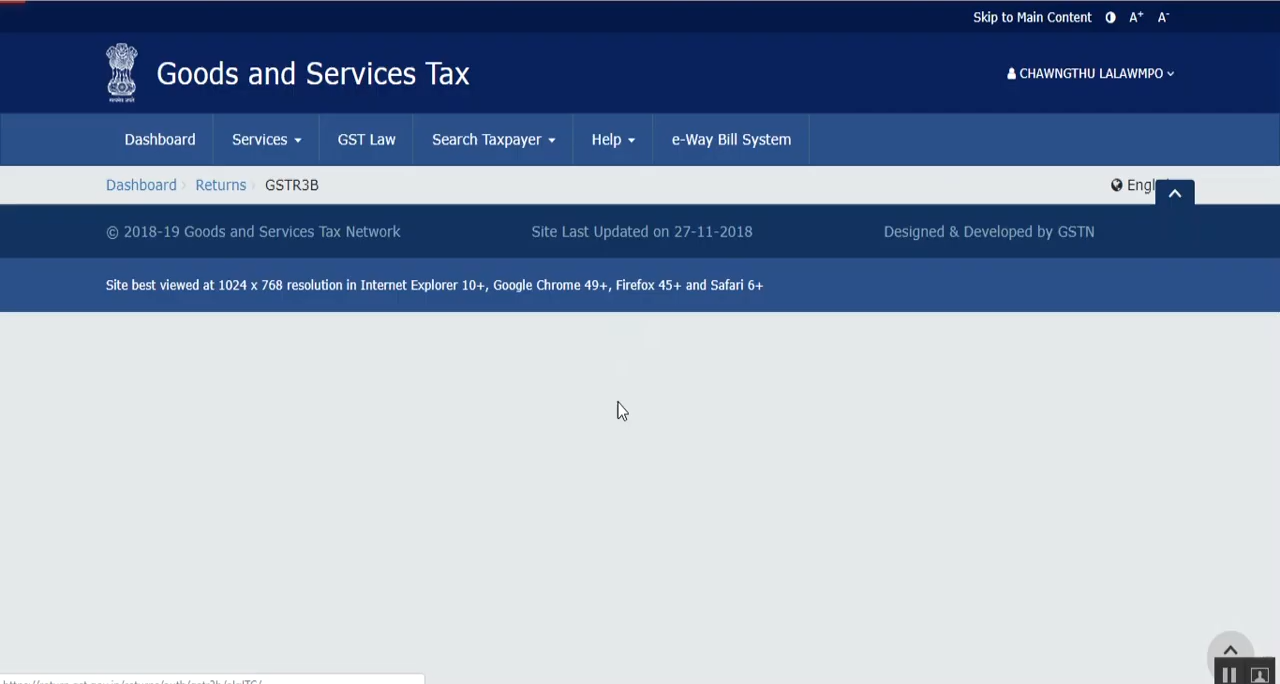 Skip to Main Content A+ A-
Goods and Services Tax
CHAWNGTHU LALAWMPO
Dashboard Services GST Law Search Taxpayer Help e-Way Bill System
Dashboard Returns GSTR3B
© 2018-19 Goods and Services Tax Network Site Last Updated on 27-11-2018 Designed & Developed by GSTN
Site best viewed at 1024 x 768 resolution in Internet Explorer 10+, Google Chrome 49+, Firefox 45+ and Safari 6+